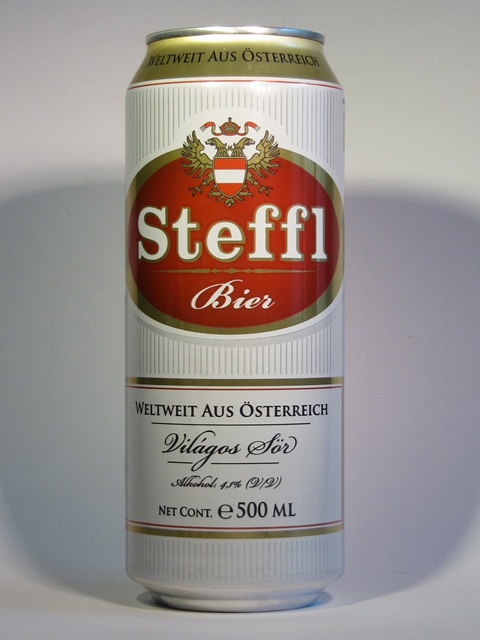 Weltweit Aus Österreich
Steffl
Bier
Weltweit Aus Österreich
Világos Sör
Alkohol: 4,1% (V/V)
Net Cont. ℮ 500 ML